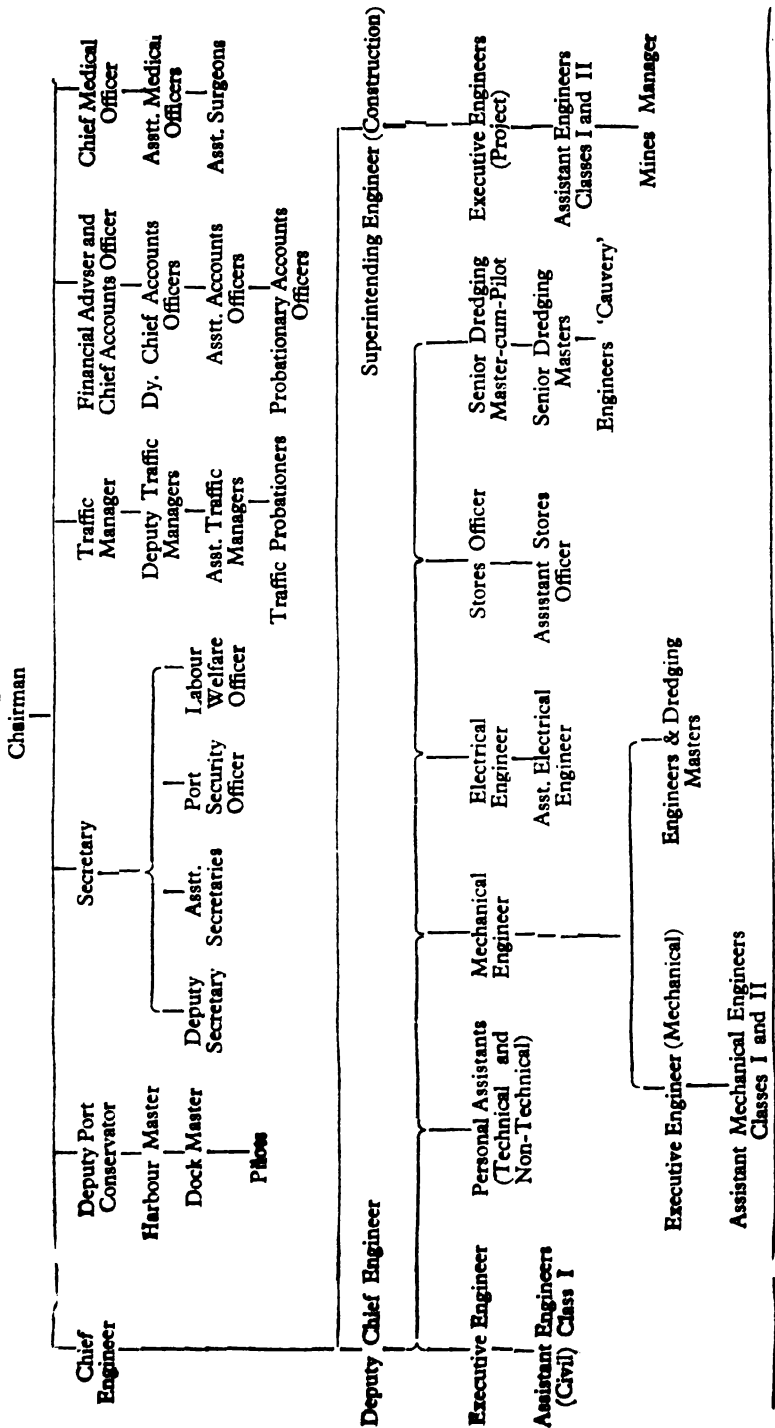 Chairman
Chief
Engineer
Deputy Port
Conservator
Harbour Master
Dock Master
Pilots
Secretary
Deputy
Secretary
Asstt.
Secretaries
Port
Security
Officer
Labour
Welfare
Officer
Traffic
Manager
Deputy Traffic
Managers
Asst. Traffic
Managers
Traffic Probationers
Financial Adivser and
Chief Accounts Officer
Dy. Chief Accounts
Officers
Asstt. Accounts
Officers
Probationary Accounts
Officers
Chief Medical
Officer
Asstt. Medical
Officers
Asst. Surgeons
Deputy Chief Engineer
Superintending Engineer (Construction)
Executive Engineer
Assistant Engineers
(Civil) Class I
Personal Assistants
(Technical and
Non-Technical)
Mechanical
Engineer
Executive Engineer (Mechanical)
Assistant Mechanical Engineers
Classes I and II
Engineers & Dredging
Masters
Electrical
Engineer
Asst. Electrical
Engineer
Stores Officer
Assistant Stores
Officer
Senior Dredging
Master-cum-Pilot
Senior Dredging
Masters
Engineers 'Cauvery'
Executive Engineers
(Project)
Assistant Engineers
Classes I and II
Mines Manager